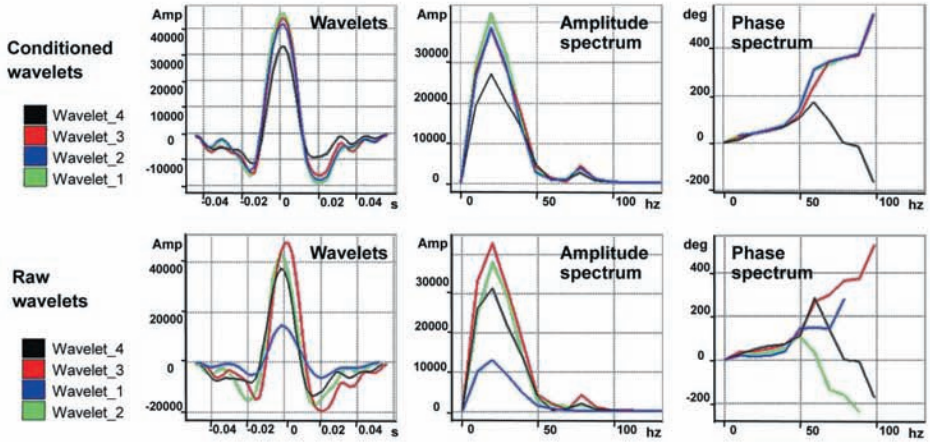 Conditioned wavelets
Wavelet_4
Wavelet_3
Wavelet_2
Wavelet_1
Amp
Wavelets
40000
30000
20000
10000
0
-10000
-0.04 -0.02 0 0.02 0.04
s
Amp
Amplitude spectrum
30000
20000
10000
0
0 50 100
hz
deg
Phase spectrum
400
200
0
-200
0 50 100
hz
Raw wavelets
Wavelet_4
Wavelet_3
Wavelet_1
Wavelet_2
Amp
Wavelets
40000
20000
0
-20000
-0.04 -0.02 0 0.02 0.04
s
Amp
Amplitude spectrum
40000
30000
20000
10000
0
0 50 100
hz
deg
Phase spectrum
600
400
200
0
-200
0 50 100
hz